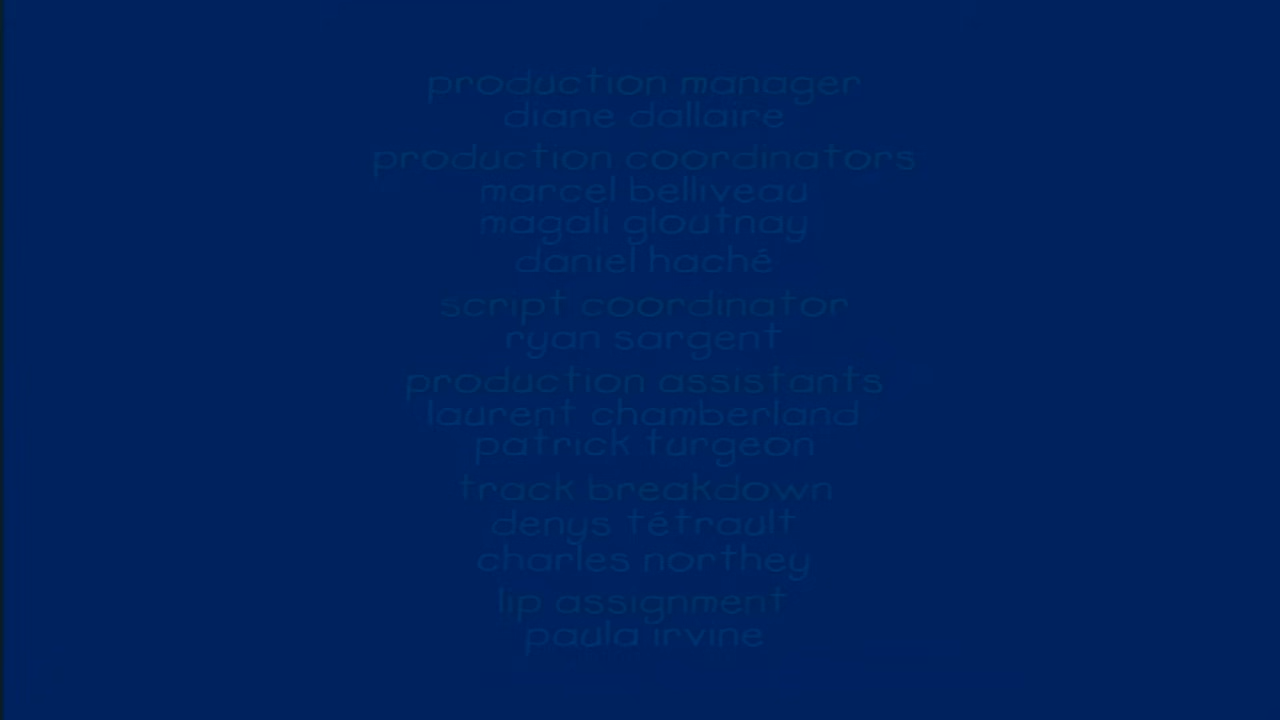 production manager
diane dallaire
production coordinators
marcel belliveau
magali gloutnay
daniel haché
script coordinator
ryan sargent
production assistants
laurent chamberland
patrick turgeon
track breakdown
denys tétrault
charles northey
lip assignment
paula irvine